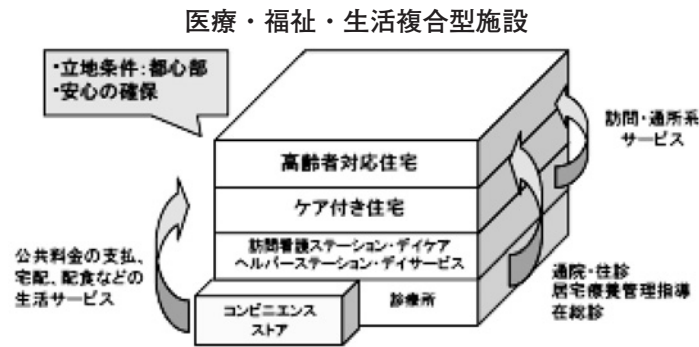 医療・福祉・生活複合型施設
・立地条件:都心部
・安心の確保
訪問・通所系
サービス
高齢者対応住宅
ケア付き住宅
訪問看護ステーション・デイケア
ヘルパーステーション・デイサービス
公共料金の支払、
宅配、配食などの
生活サービス
通院・往診
居宅療養管理指導
在総診
コンビニエンス
ストア
診療所